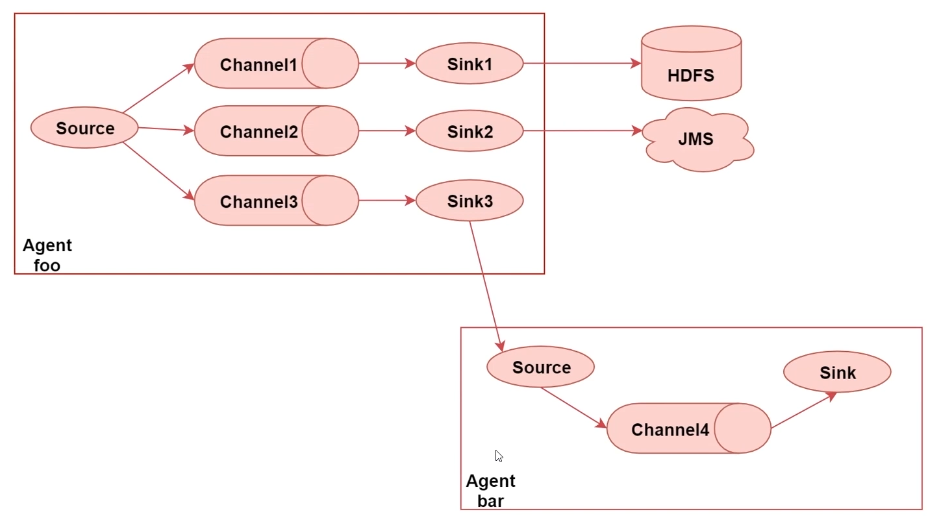 Channel1
Sink1
HDFS
Source
Channel2
Sink2
JMS
Channel3
Sink3
Agent
foo
Source
Sink
Channel4
Agent
bar